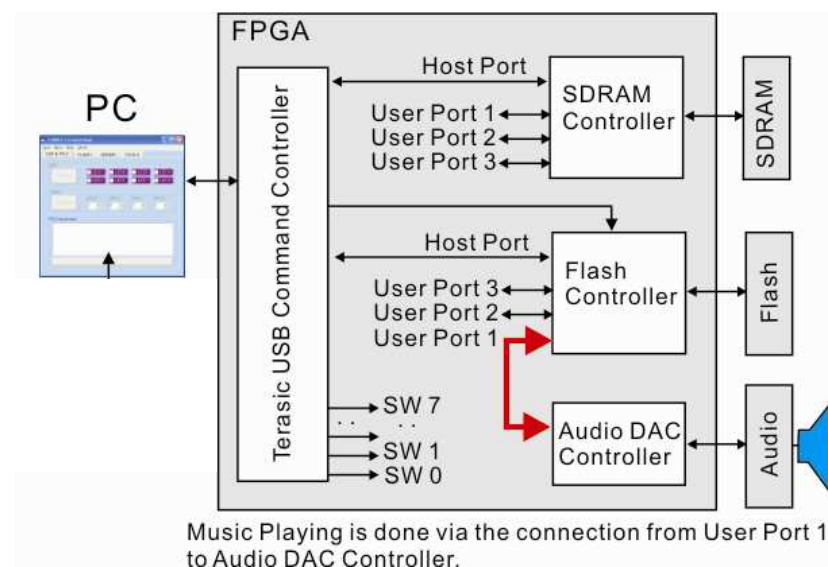 FPGA
Host Port
PC
SDRAM
Controller
User Port 1
User Port 2
User Port 3
SDRAM
Terasic USB Command Controller
Host Port
Flash
Controller
User Port 3
User Port 2
User Port 1
Flash
SW 7
. . . .
SW 1
SW 0
Audio DAC
Controller
Audio
Music Playing is done via the connection from User Port 1
to Audio DAC Controller.